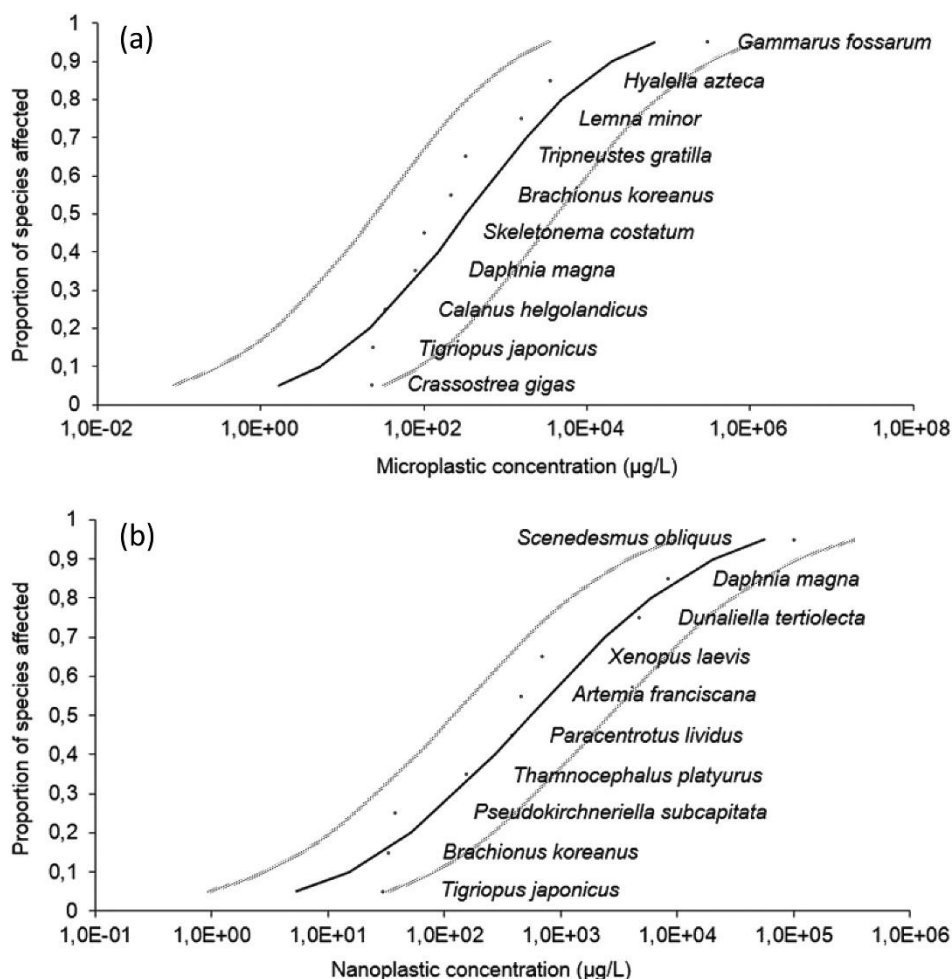 (a)
Proportion of species affected
1
0,9
0,8
0,7
0,6
0,5
0,4
0,3
0,2
0,1
0
Gammarus fossarum
Hyalella azteca
Lemna minor
Tripneustes gratilla
Brachionus koreanus
Skeletonema costatum
Daphnia magna
Calanus helgolandicus
Tigriopus japonicus
Crassostrea gigas
1,0E-02 1,0E+00 1,0E+02 1,0E+04 1,0E+06 1,0E+08
Microplastic concentration (µg/L)
(b)
Proportion of species affected
1
0,9
0,8
0,7
0,6
0,5
0,4
0,3
0,2
0,1
0
Scenedesmus obliquus
Daphnia magna
Dunaliella tertiolecta
Xenopus laevis
Artemia franciscana
Paracentrotus lividus
Thamnocephalus platyurus
Pseudokirchneriella subcapitata
Brachionus koreanus
Tigriopus japonicus
1,0E-01 1,0E+00 1,0E+01 1,0E+02 1,0E+03 1,0E+04 1,0E+05 1,0E+06
Nanoplastic concentration (µg/L)